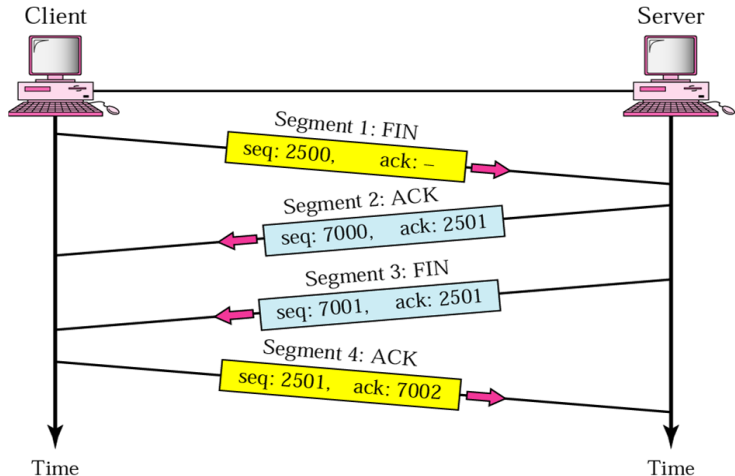 Client
Server
Segment 1: FIN
seq: 2500, ack: –
Segment 2: ACK
seq: 7000, ack: 2501
Segment 3: FIN
seq: 7001, ack: 2501
Segment 4: ACK
seq: 2501, ack: 7002
Time
Time